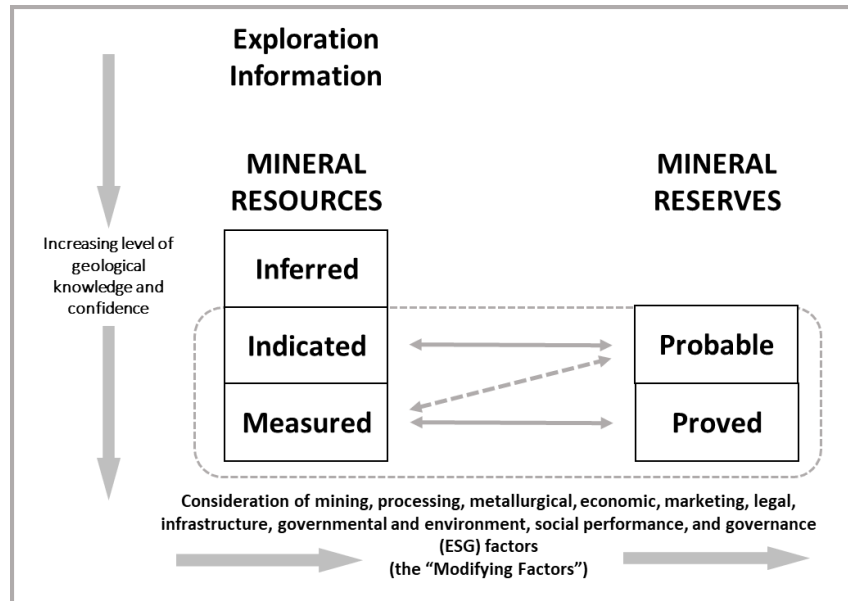 Exploration
Information
MINERAL
RESOURCES
MINERAL
RESERVES
Increasing level of
geological
knowledge and
confidence
Inferred
Indicated
Measured
Probable
Proved
Consideration of mining, processing, metallurgical, economic, marketing, legal,
infrastructure, governmental and environment, social performance, and governance
(ESG) factors
(the “Modifying Factors”)